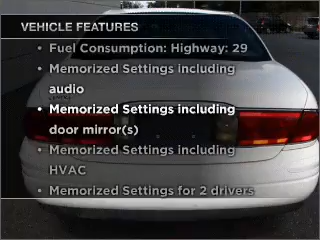 VEHICLE FEATURES
• Fuel Consumption: Highway: 29
• Memorized Settings including
audio
• Memorized Settings including
door mirror(s)
• Memorized Settings including
HVAC
• Memorized Settings for 2 drivers